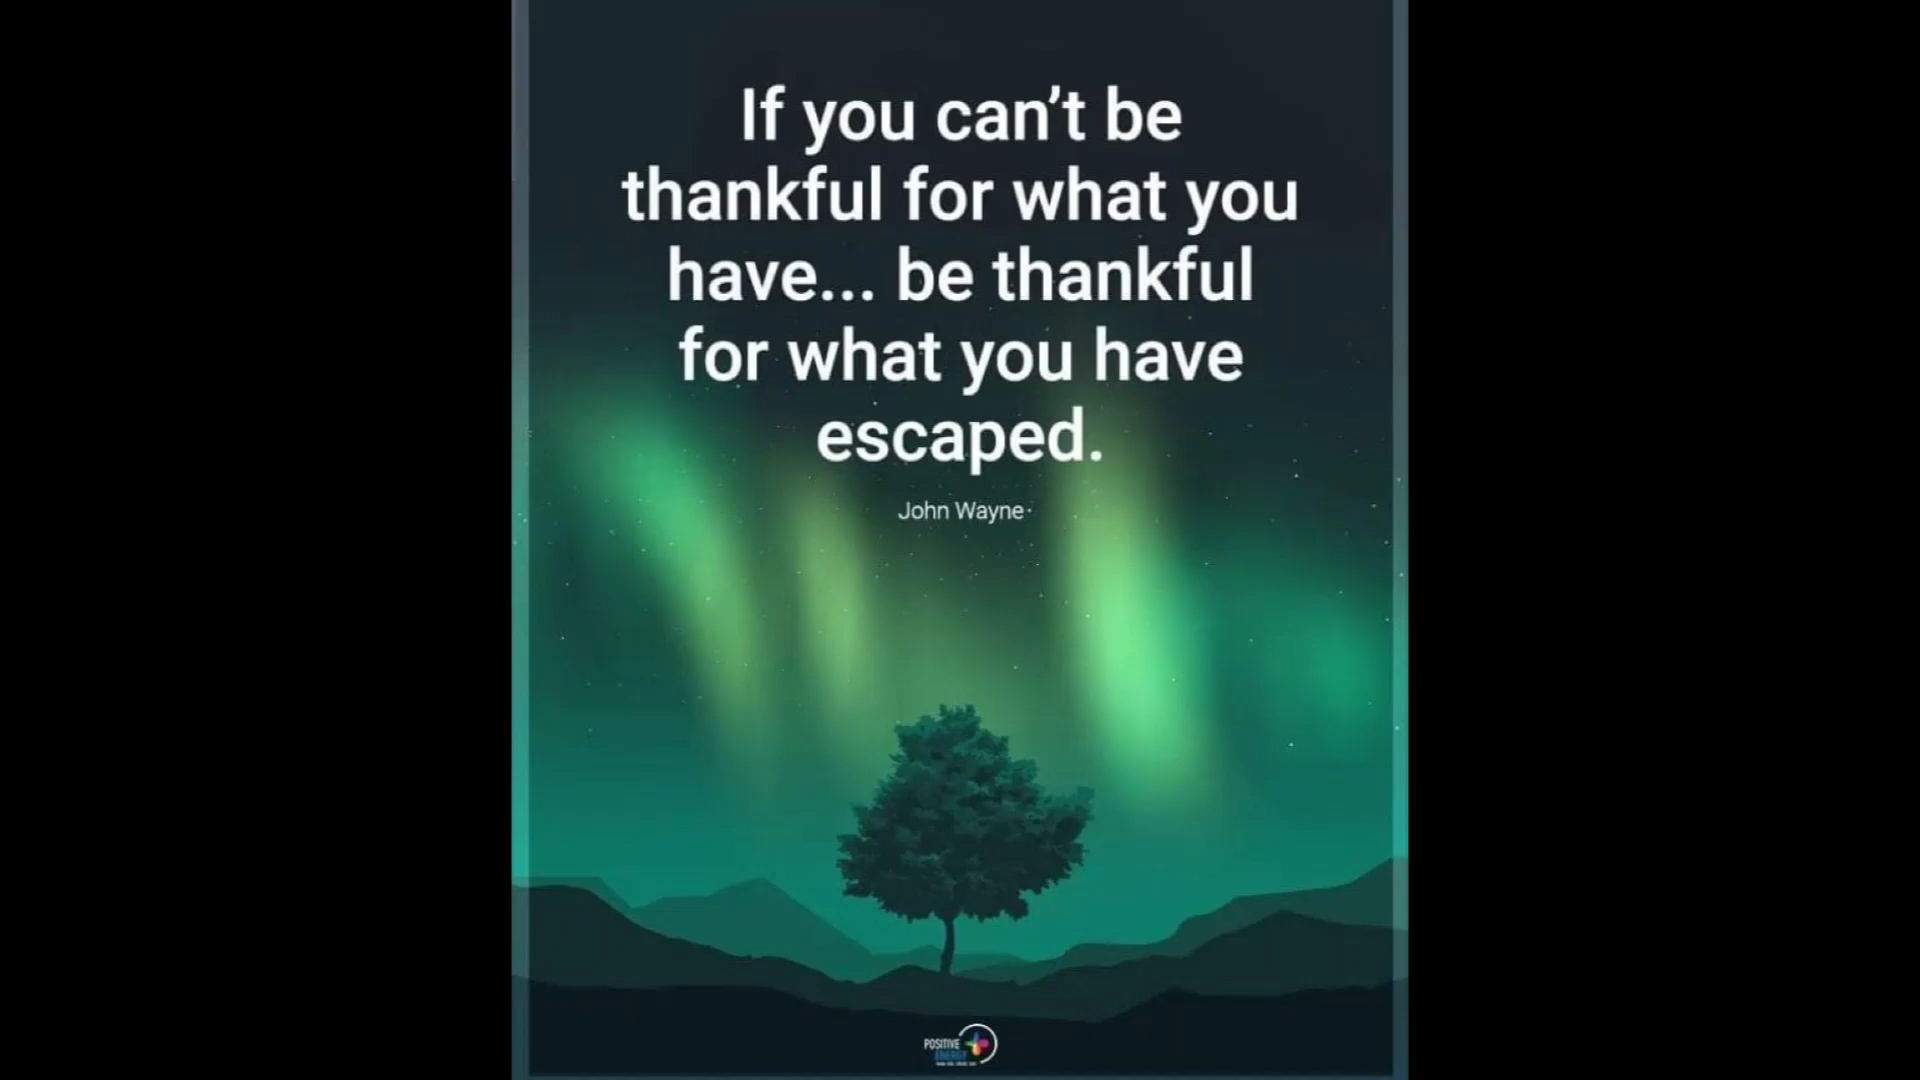 If you can’t be
thankful for what you
have... be thankful
for what you have
escaped.
John Wayne
POSITIVE
ENERGY